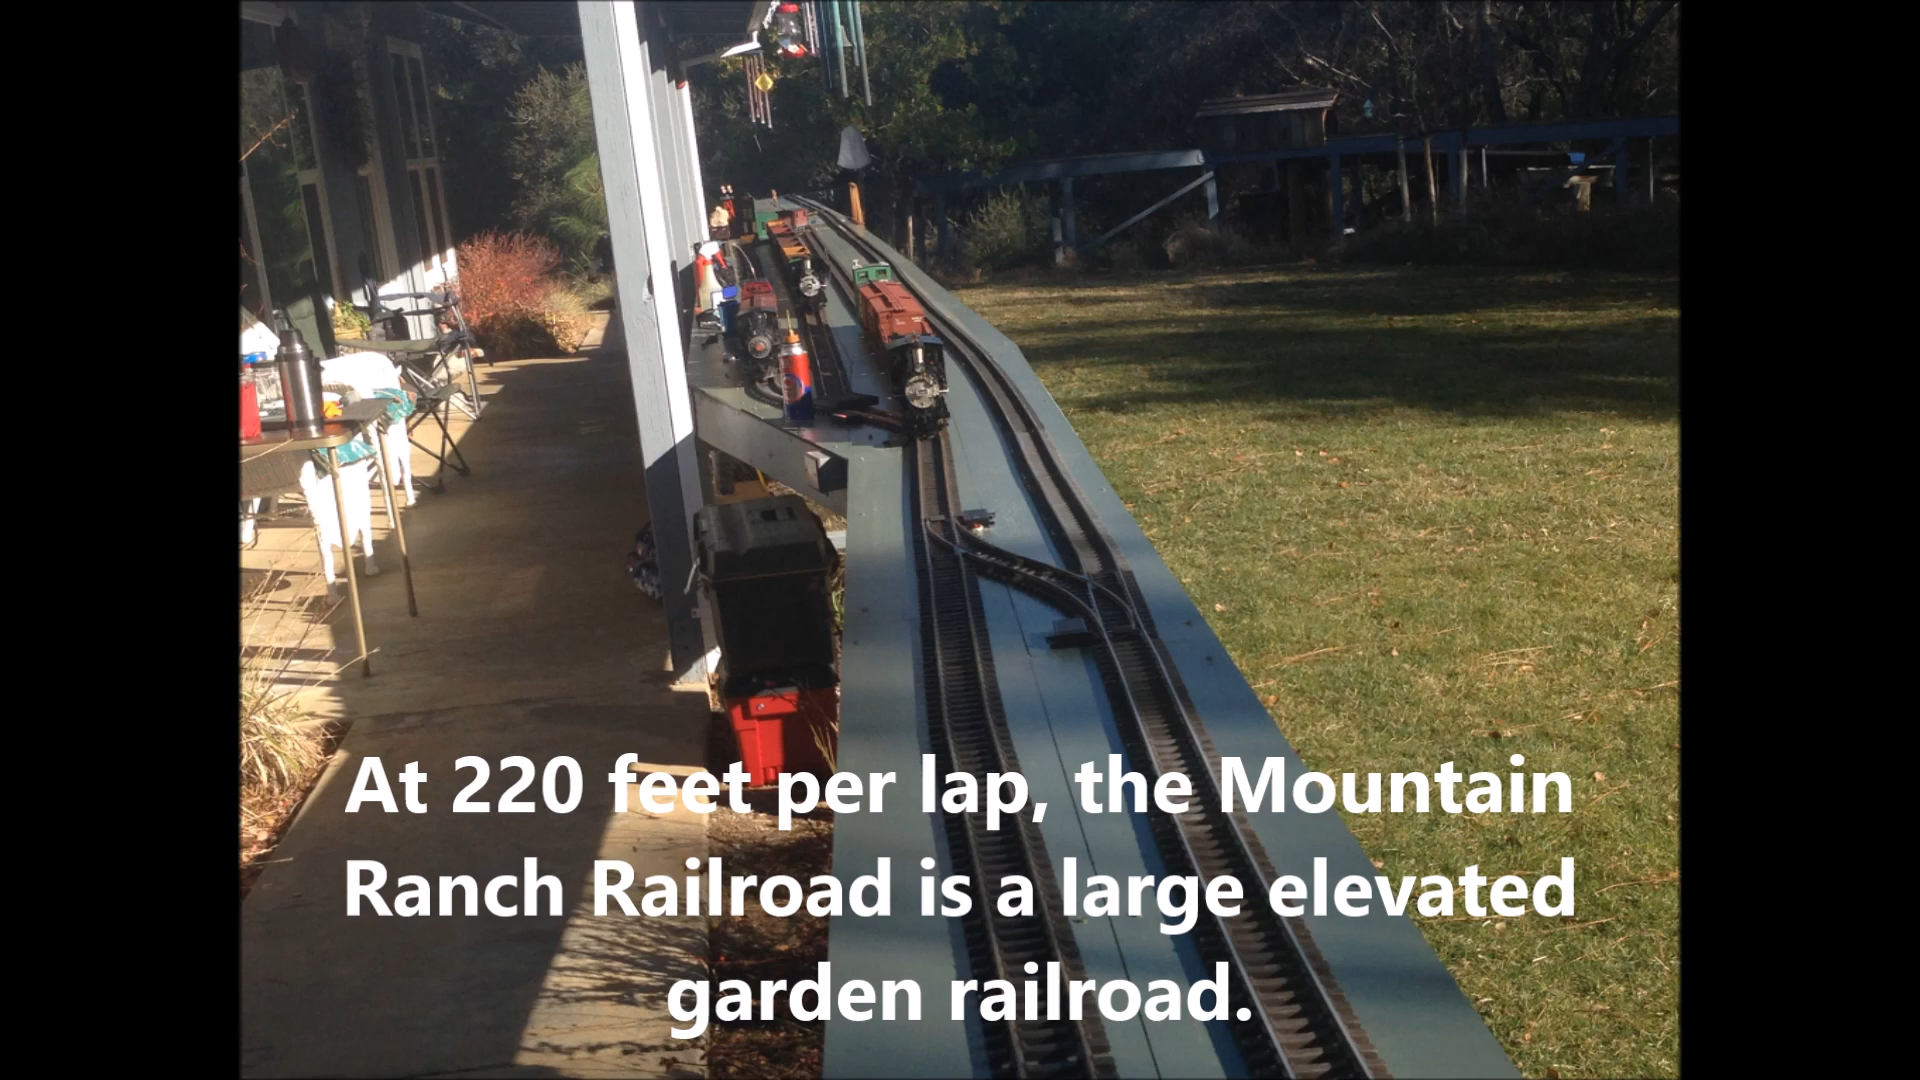 At 220 feet per lap, the Mountain
Ranch Railroad is a large elevated
garden railroad.